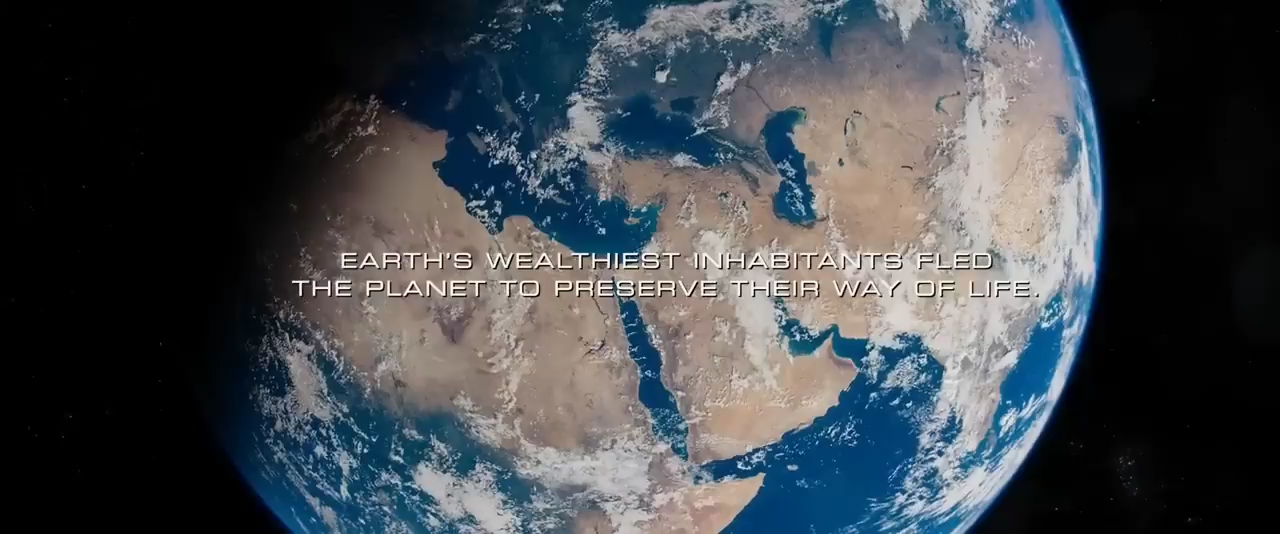 EARTH'S WEALTHIEST INHABITANTS FLED
THE PLANET TO PRESERVE THEIR WAY OF LIFE.